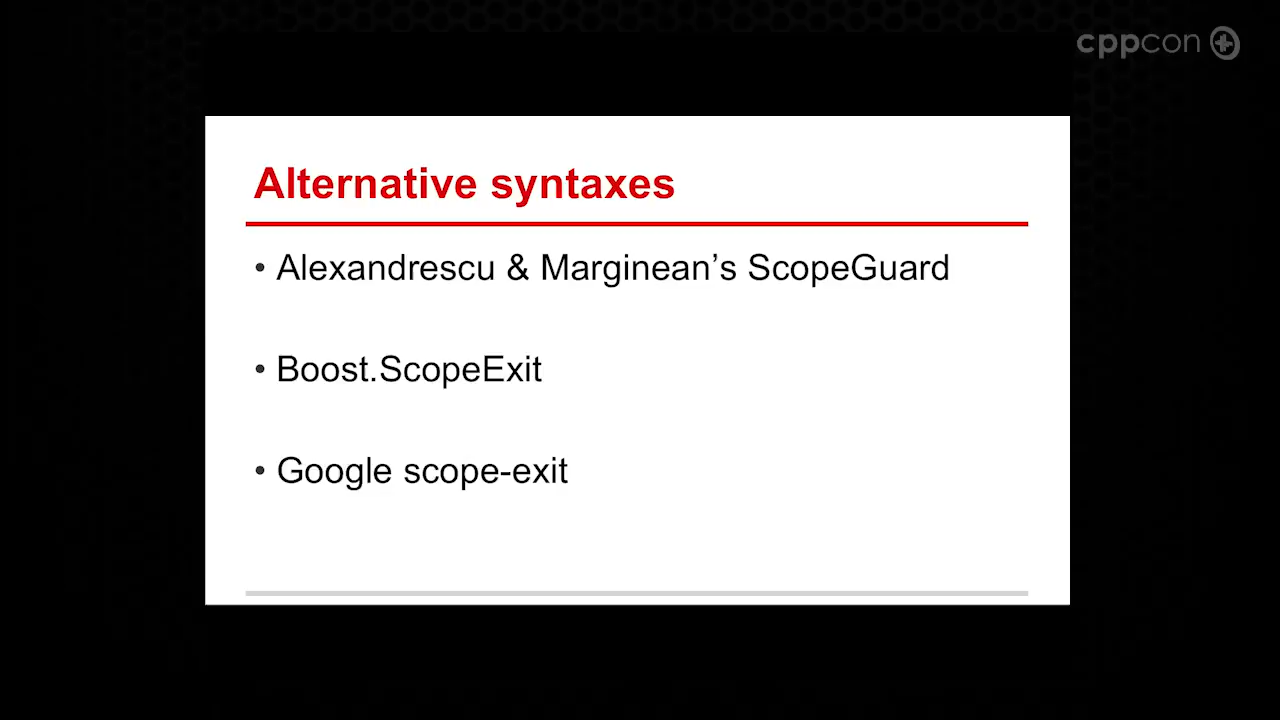 cppcon
Alternative syntaxes
• Alexandrescu & Marginean’s ScopeGuard
• Boost.ScopeExit
• Google scope-exit